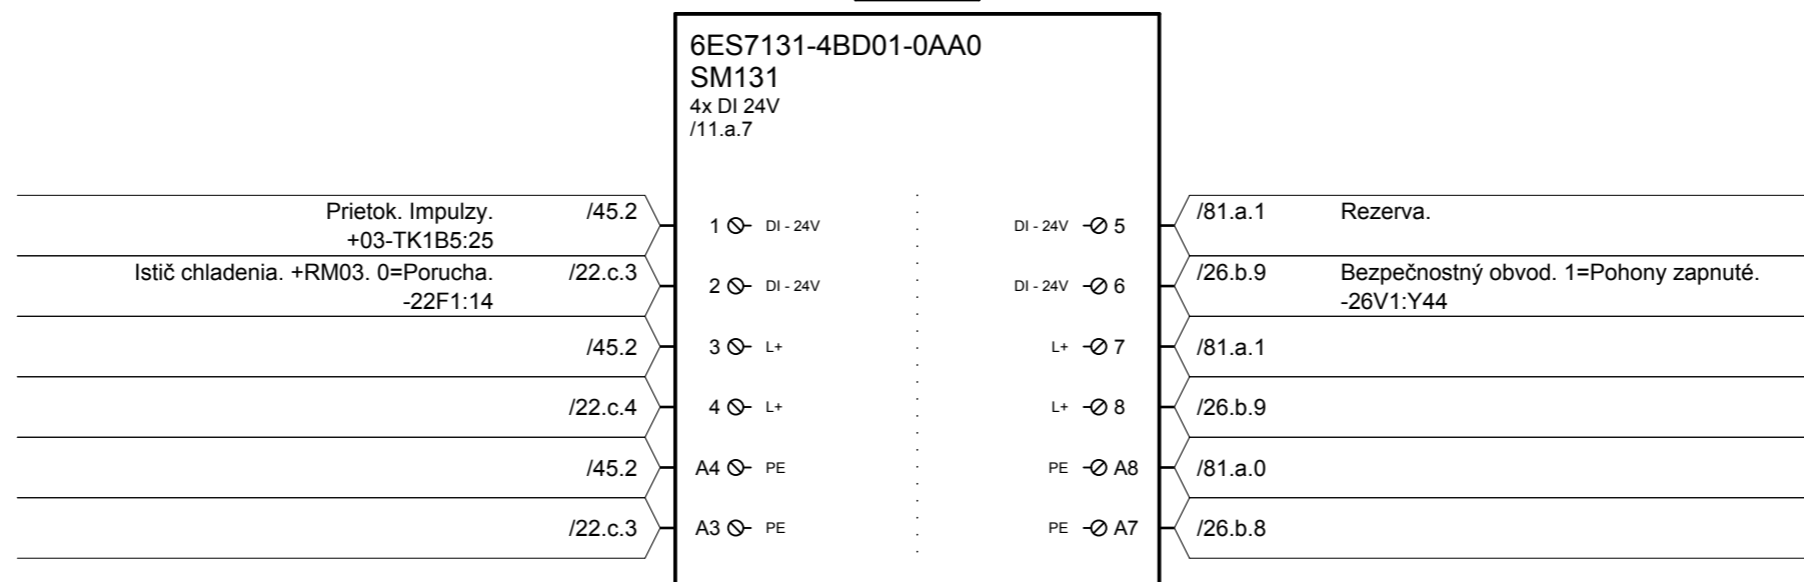 6ES7131-4BD01-0AA0
SM131
4x DI 24V
/11.a.7
Prietok. Impulzy. /45.2 1 DI - 24V DI - 24V 5 /81.a.1 Rezerva.
+03-TK1B5:25
Istič chladenia. +RM03. 0=Porucha. /22.c.3 2 DI - 24V DI - 24V 6 /26.b.9 Bezpečnostný obvod. 1=Pohony zapnuté.
-22F1:14 -26V1:Y44
/45.2 3 L+ L+ 7 /81.a.1
/22.c.4 4 L+ L+ 8 /26.b.9
/45.2 A4 PE PE A8 /81.a.0
/22.c.3 A3 PE PE A7 /26.b.8